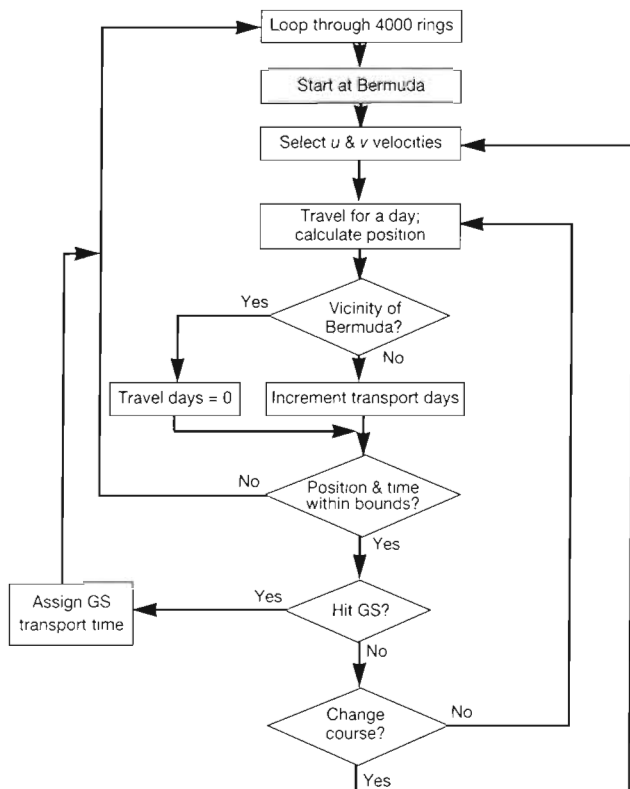 Loop through 4000 rings
Start at Bermuda
Select u & v velocities
Travel for a day;
calculate position
Yes
Vicinity of
Bermuda?
No
Travel days = 0
Increment transport days
No
Position & time
within bounds?
Yes
Assign GS
transport time
Yes
Hit GS?
No
Change
course?
No
Yes